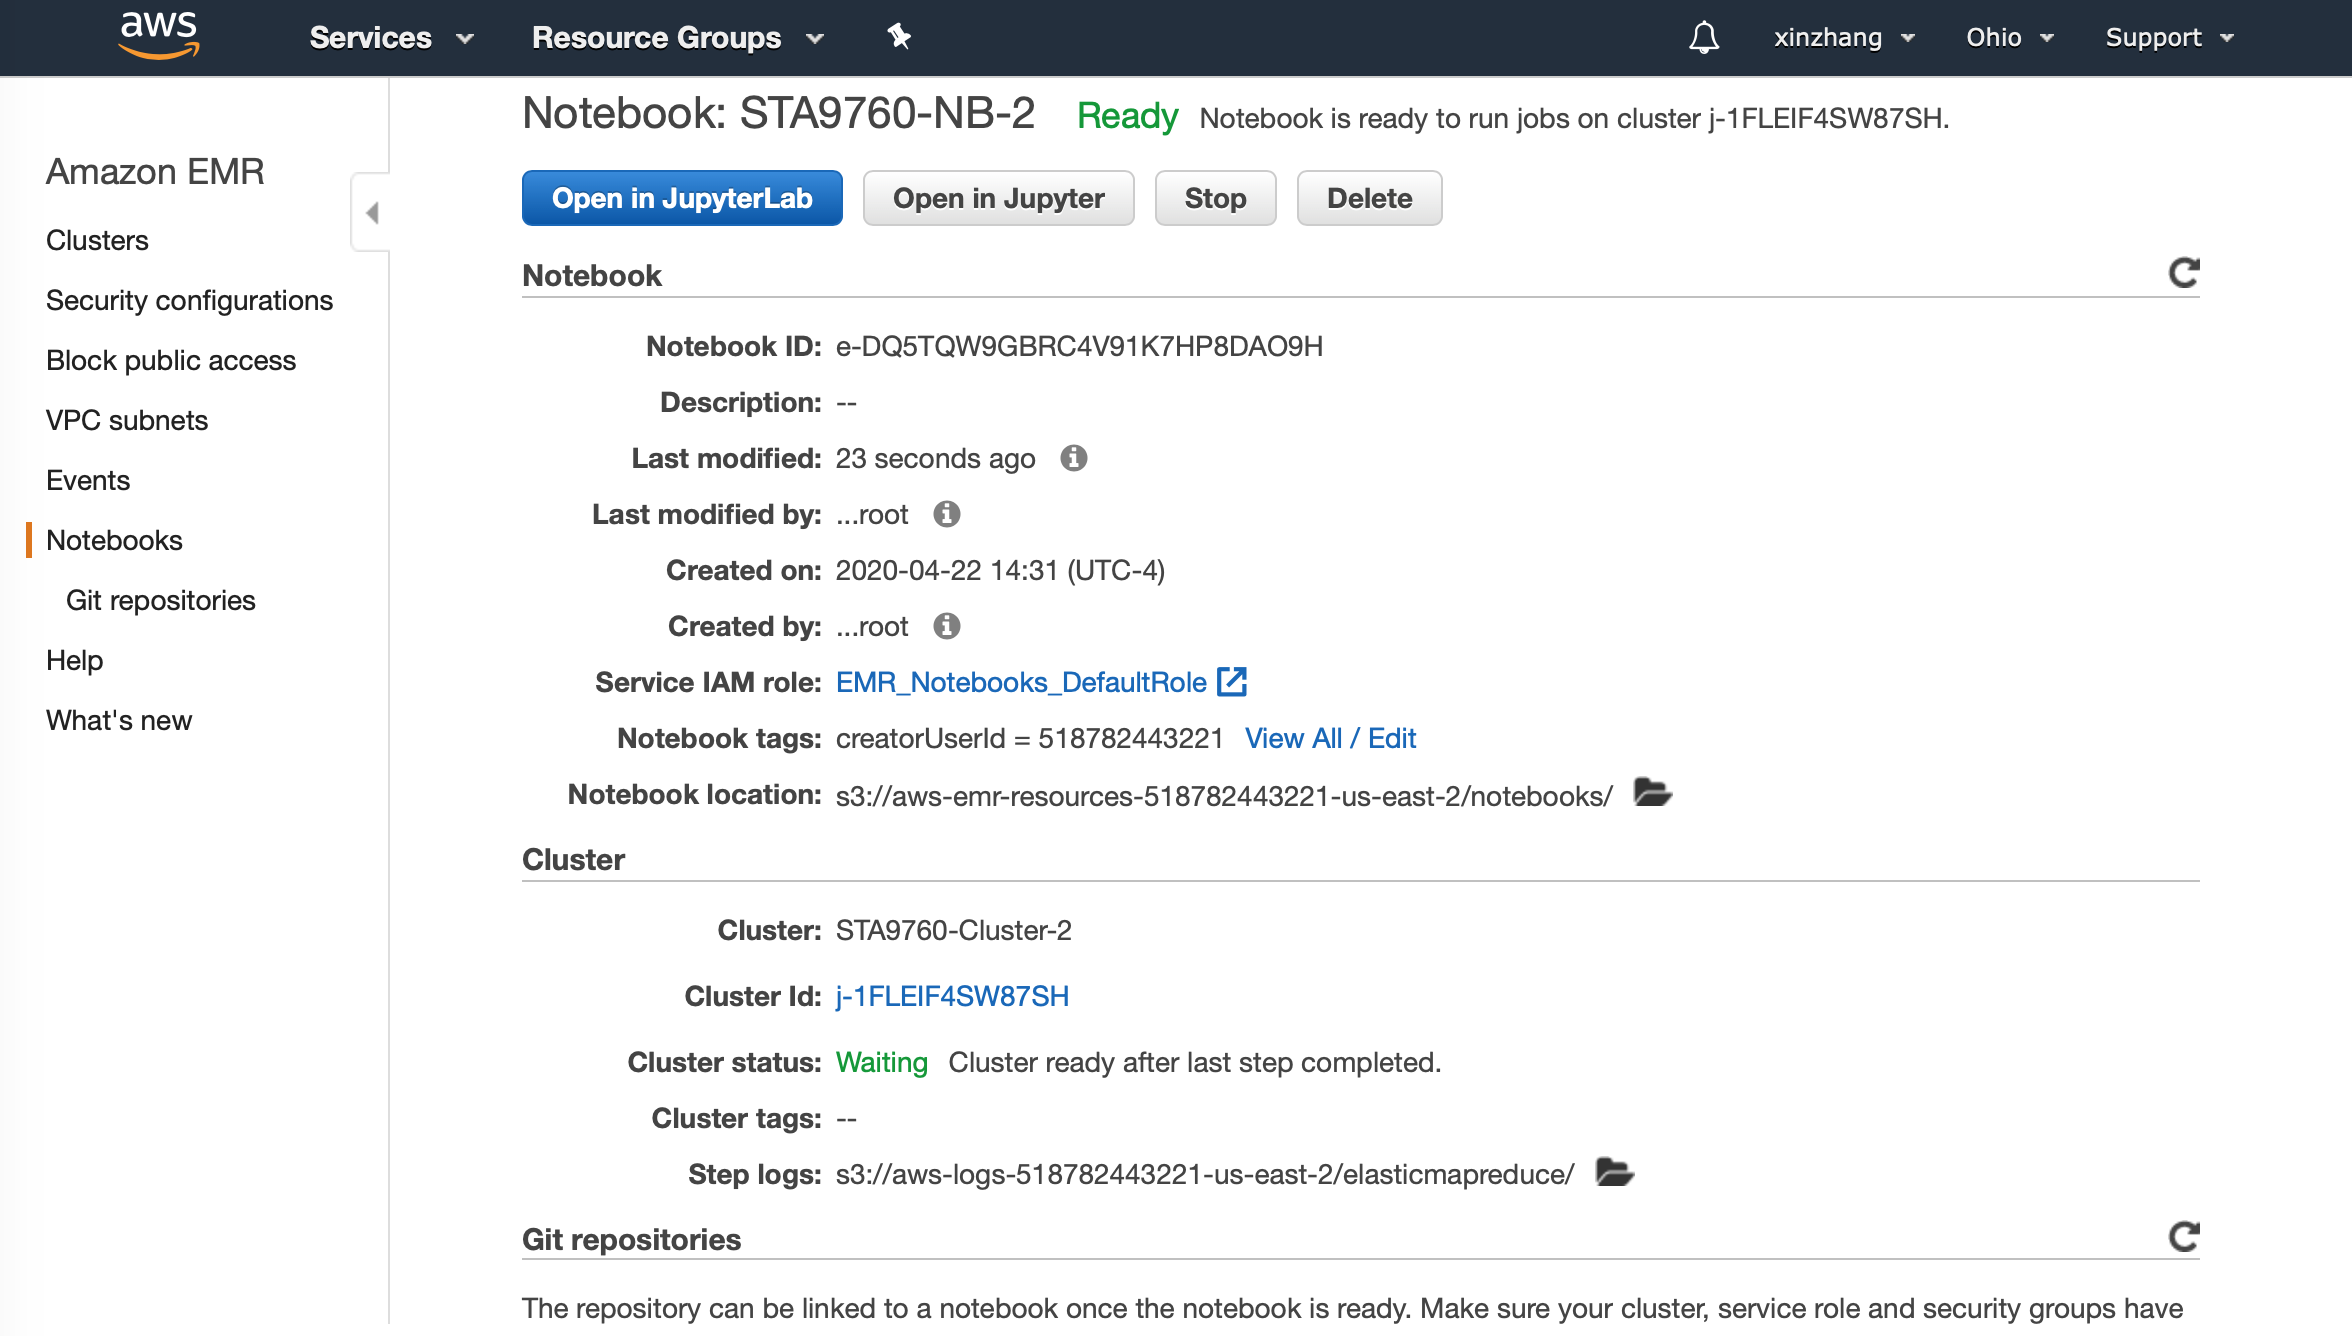 aws Services Resource Groups xinzhang Ohio Support
Amazon EMR
Clusters
Security configurations
Block public access
VPC subnets
Events
Notebooks
Git repositories
Help
What's new
Notebook: STA9760-NB-2 Ready Notebook is ready to run jobs on cluster j-1FLEIF4SW87SH.
Open in JupyterLab Open in Jupyter Stop Delete
Notebook
Notebook ID: e-DQ5TQW9GBRC4V91K7HP8DAO9H
Description: --
Last modified: 23 seconds ago
Last modified by: ...root
Created on: 2020-04-22 14:31 (UTC-4)
Created by: ...root
Service IAM role: EMR_Notebooks_DefaultRole
Notebook tags: creatorUserId = 518782443221 View All / Edit
Notebook location: s3://aws-emr-resources-518782443221-us-east-2/notebooks/
Cluster
Cluster: STA9760-Cluster-2
Cluster Id: j-1FLEIF4SW87SH
Cluster status: Waiting Cluster ready after last step completed.
Cluster tags: --
Step logs: s3://aws-logs-518782443221-us-east-2/elasticmapreduce/
Git repositories
The repository can be linked to a notebook once the notebook is ready. Make sure your cluster, service role and security groups have